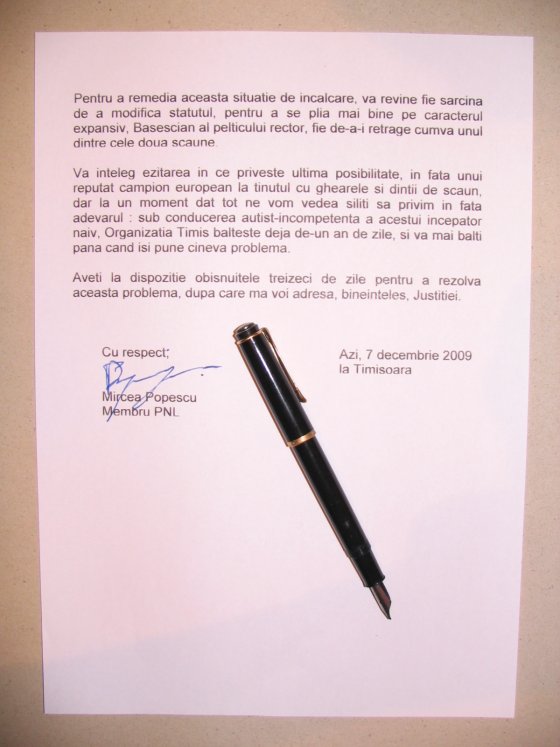 Pentru a remedia aceasta situatie de incalcare, va revine fie sarcina
de a modifica statutul, pentru a se plia mai bine pe caracterul
expansiv, Basescian al pelticului rector, fie de-a-i retrage cumva unul
dintre cele doua scaune.
Va inteleg ezitarea in ce priveste ultima posibilitate, in fata unui
reputat campion european la tinutul cu ghearele si dintii de scaun,
dar la un moment dat tot ne vom vedea siliti sa privim in fata
adevarul : sub conducerea autist-incompetenta a acestui incepator
naiv, Organizatia Timis balteste deja de-un an de zile, si va mai balti
pana cand isi pune cineva problema.
Aveti la dispozitie obisnuitele treizeci de zile pentru a rezolva
aceasta problema, dupa care ma voi adresa, bineinteles, Justitiei.
Cu respect;
Mircea Popescu
Membru PNL
Azi, 7 decembrie 2009
la Timisoara